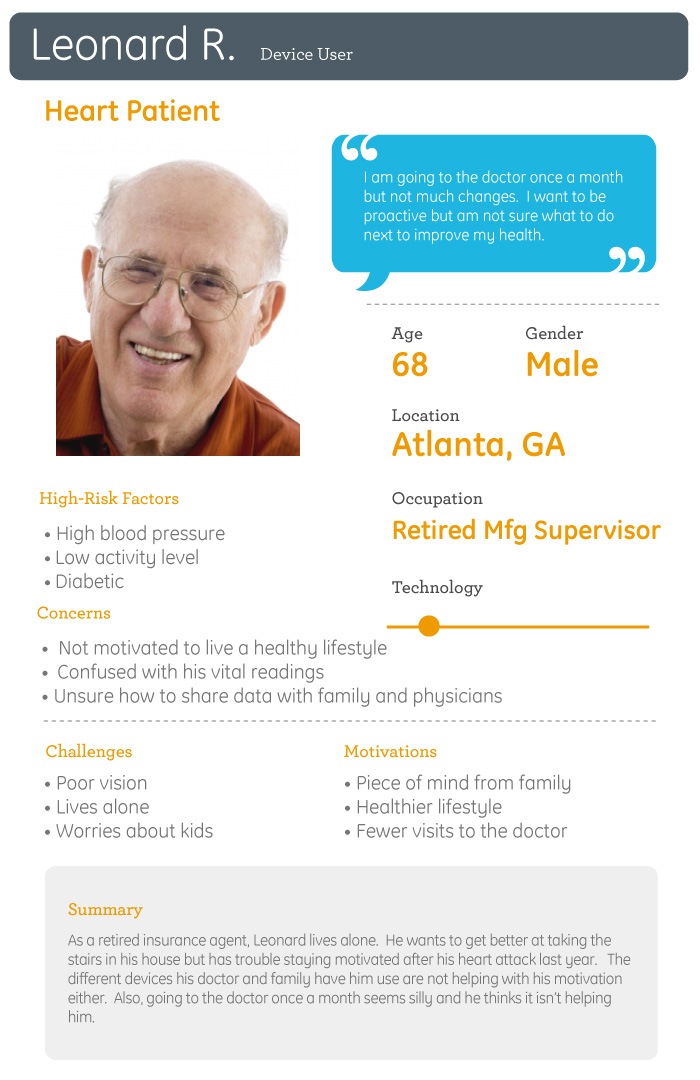 Leonard R. Device User
Heart Patient
“
I am going to the doctor once a month
but not much changes. I want to be
proactive but am not sure what to do
next to improve my health.
”
Age
68
Gender
Male
Location
Atlanta, GA
Occupation
Retired Mfg Supervisor
Technology
High-Risk Factors
• High blood pressure
• Low activity level
• Diabetic
Concerns
• Not motivated to live a healthy lifestyle
• Confused with his vital readings
• Unsure how to share data with family and physicians
Challenges
• Poor vision
• Lives alone
• Worries about kids
Motivations
• Piece of mind from family
• Healthier lifestyle
• Fewer visits to the doctor
Summary
As a retired insurance agent, Leonard lives alone. He wants to get better at taking the
stairs in his house but has trouble staying motivated after his heart attack last year. The
different devices his doctor and family have him use are not helping with his motivation
either. Also, going to the doctor once a month seems silly and he thinks it isn't helping
him.